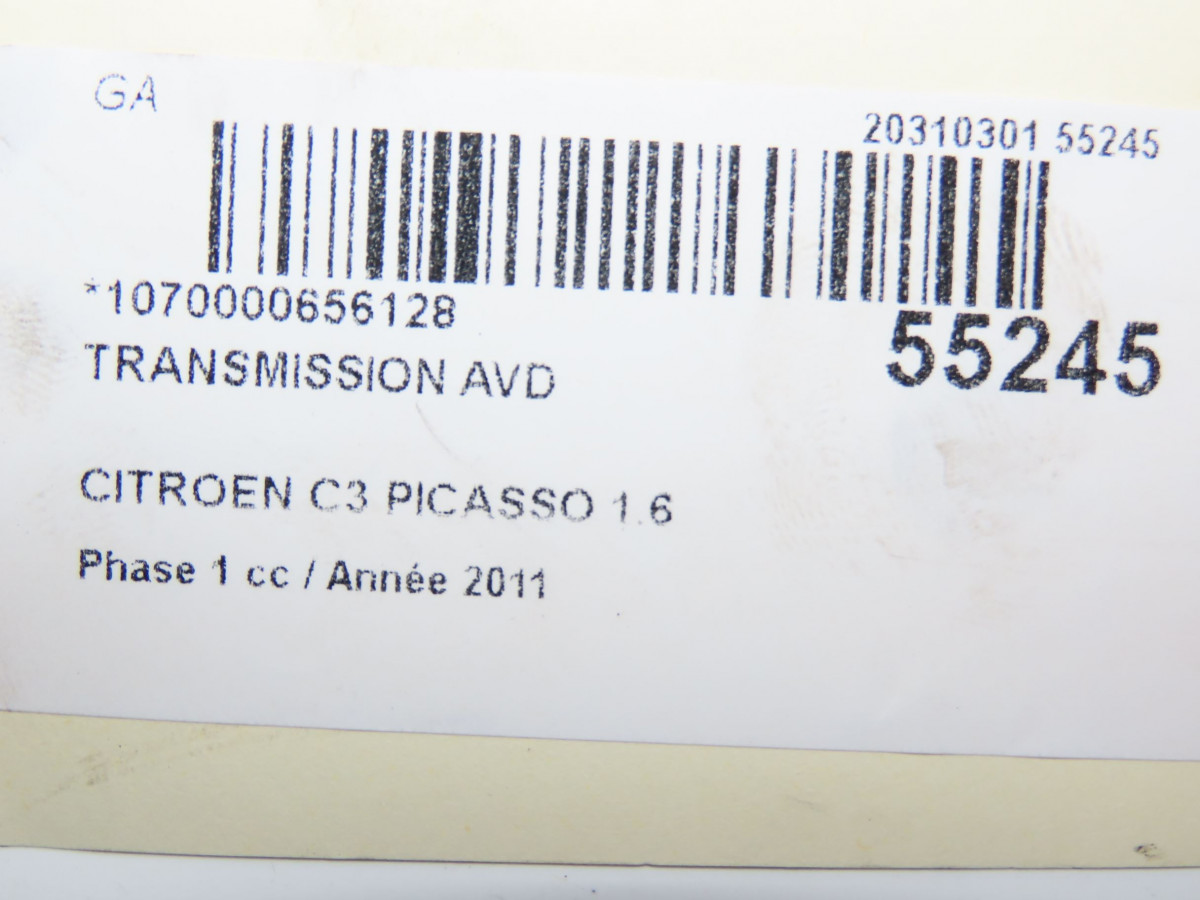 GA
20310301 55245
*1070000656128
55245
TRANSMISSION AVD
CITROEN C3 PICASSO 1.6
Phase 1 cc / Année 2011